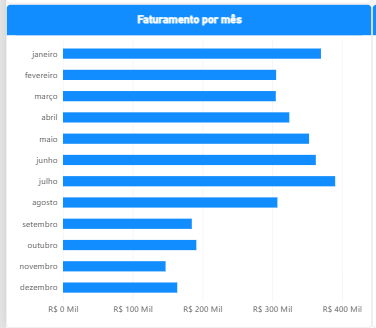 Faturamento por mês
janeiro
fevereiro
março
abril
maio
junho
julho
agosto
setembro
outubro
novembro
dezembro
R$ 0 Mil R$ 100 Mil R$ 200 Mil R$ 300 Mil R$ 400 Mil